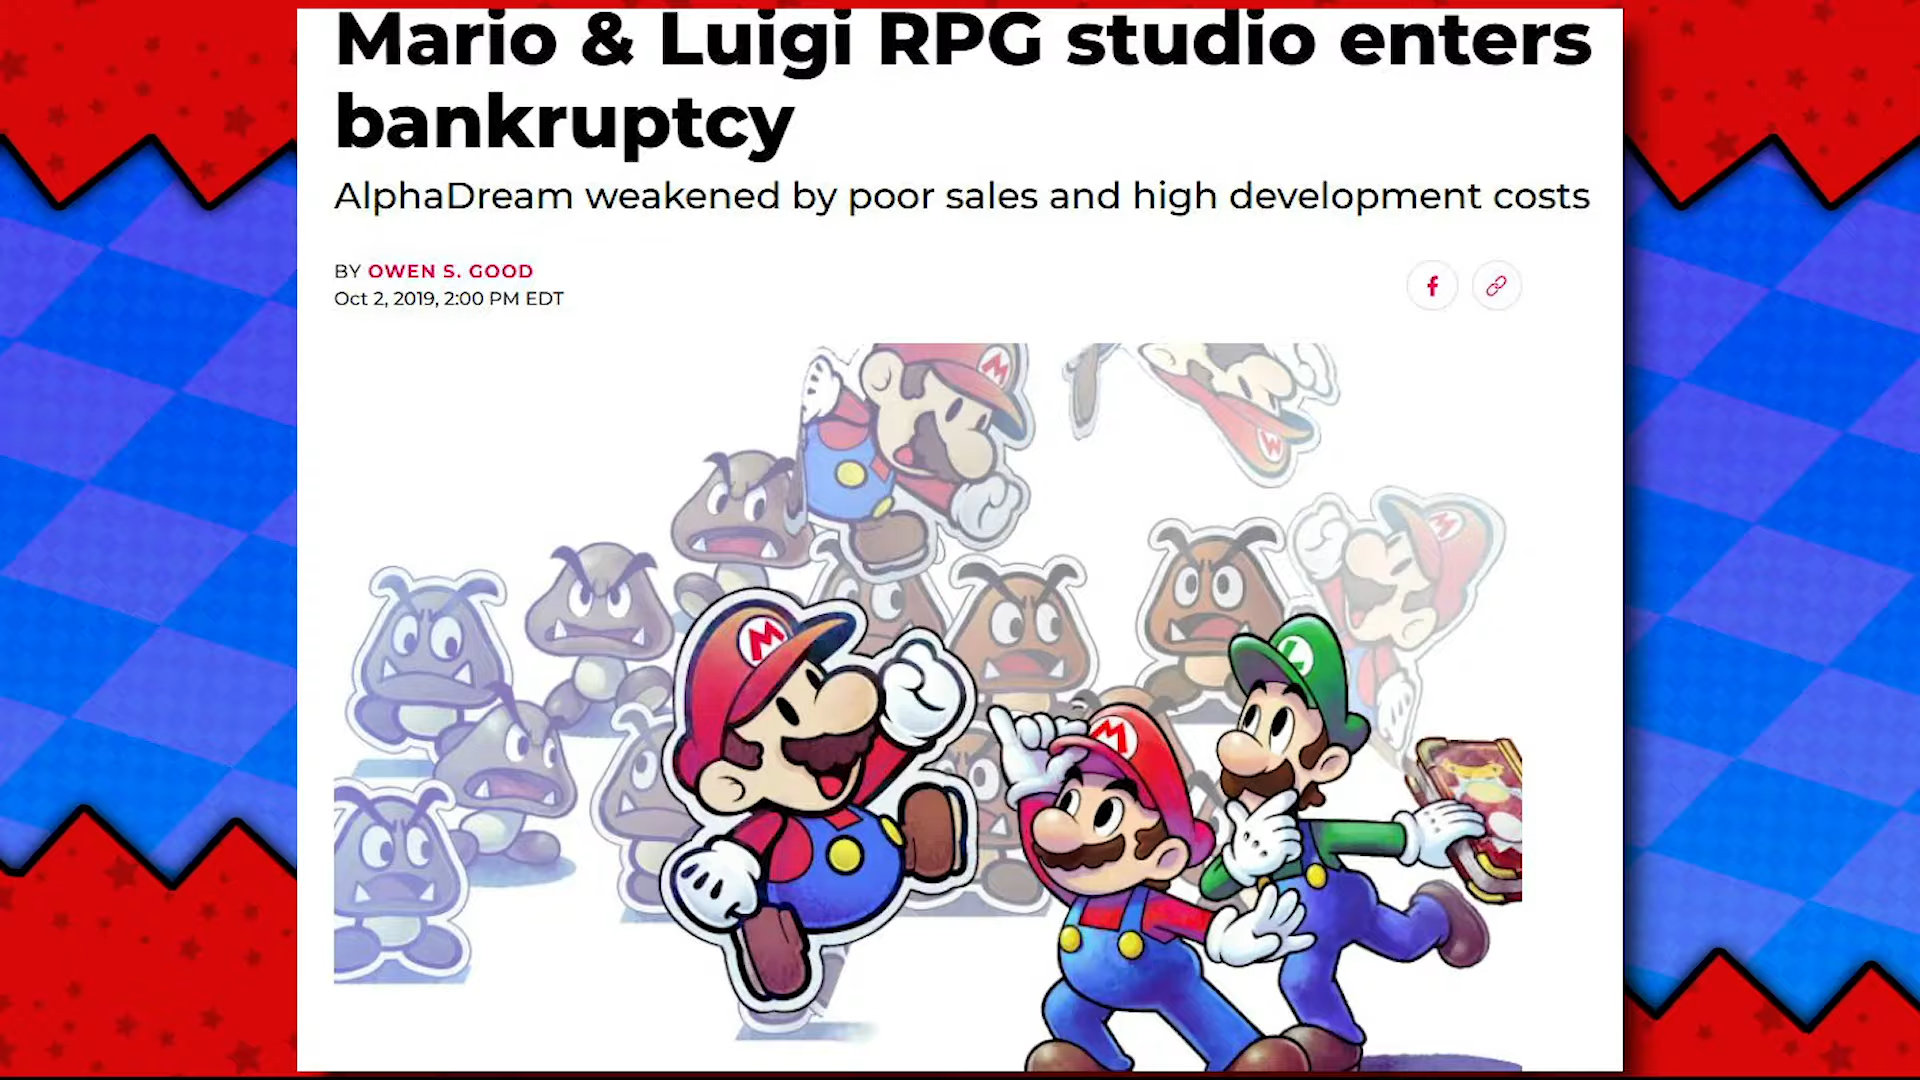 Mario & Luigi RPG studio enters
bankruptcy
AlphaDream weakened by poor sales and high development costs
BY OWEN S. GOOD
Oct 2, 2019, 2:00 PM EDT